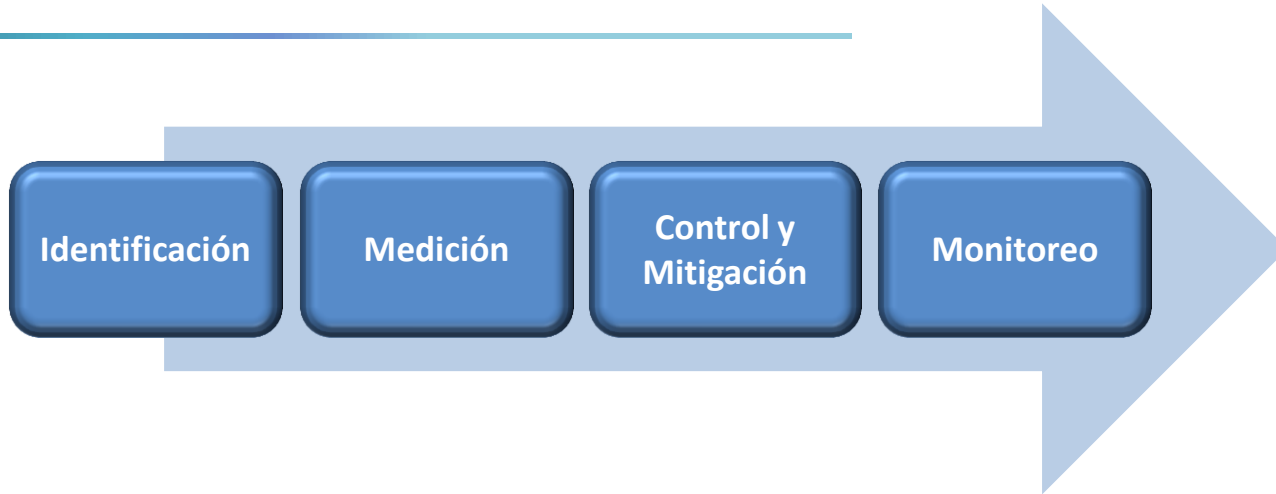 Identificación
Medición
Control y
Mitigación
Monitoreo